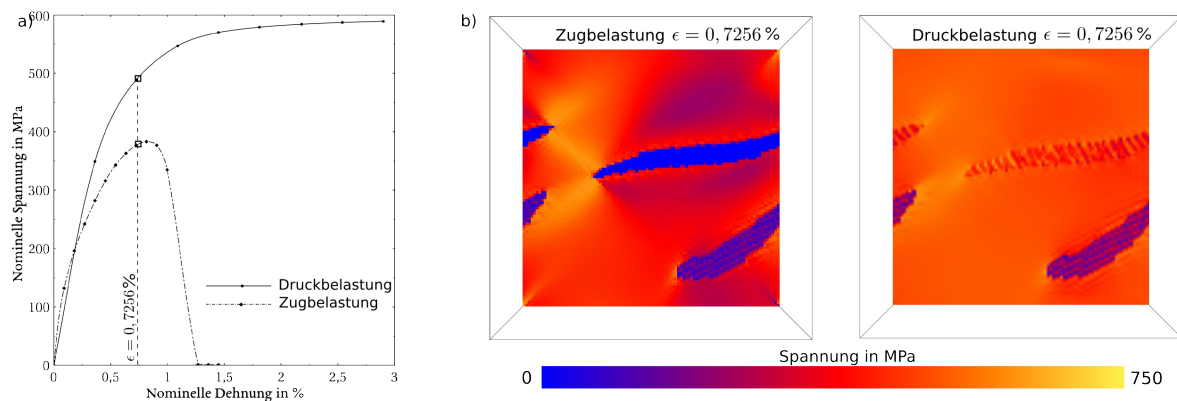 a)
600
500
400
300
200
100
0
Nominelle Spannung in MPa
ϵ = 0,7256%
Druckbelastung
Zugbelastung
0 0,5 1 1,5 2 2,5 3
Nominelle Dehnung in %
b)
Zugbelastung ϵ = 0,7256 %
Druckbelastung ϵ = 0,7256 %
Spannung in MPa
0 750